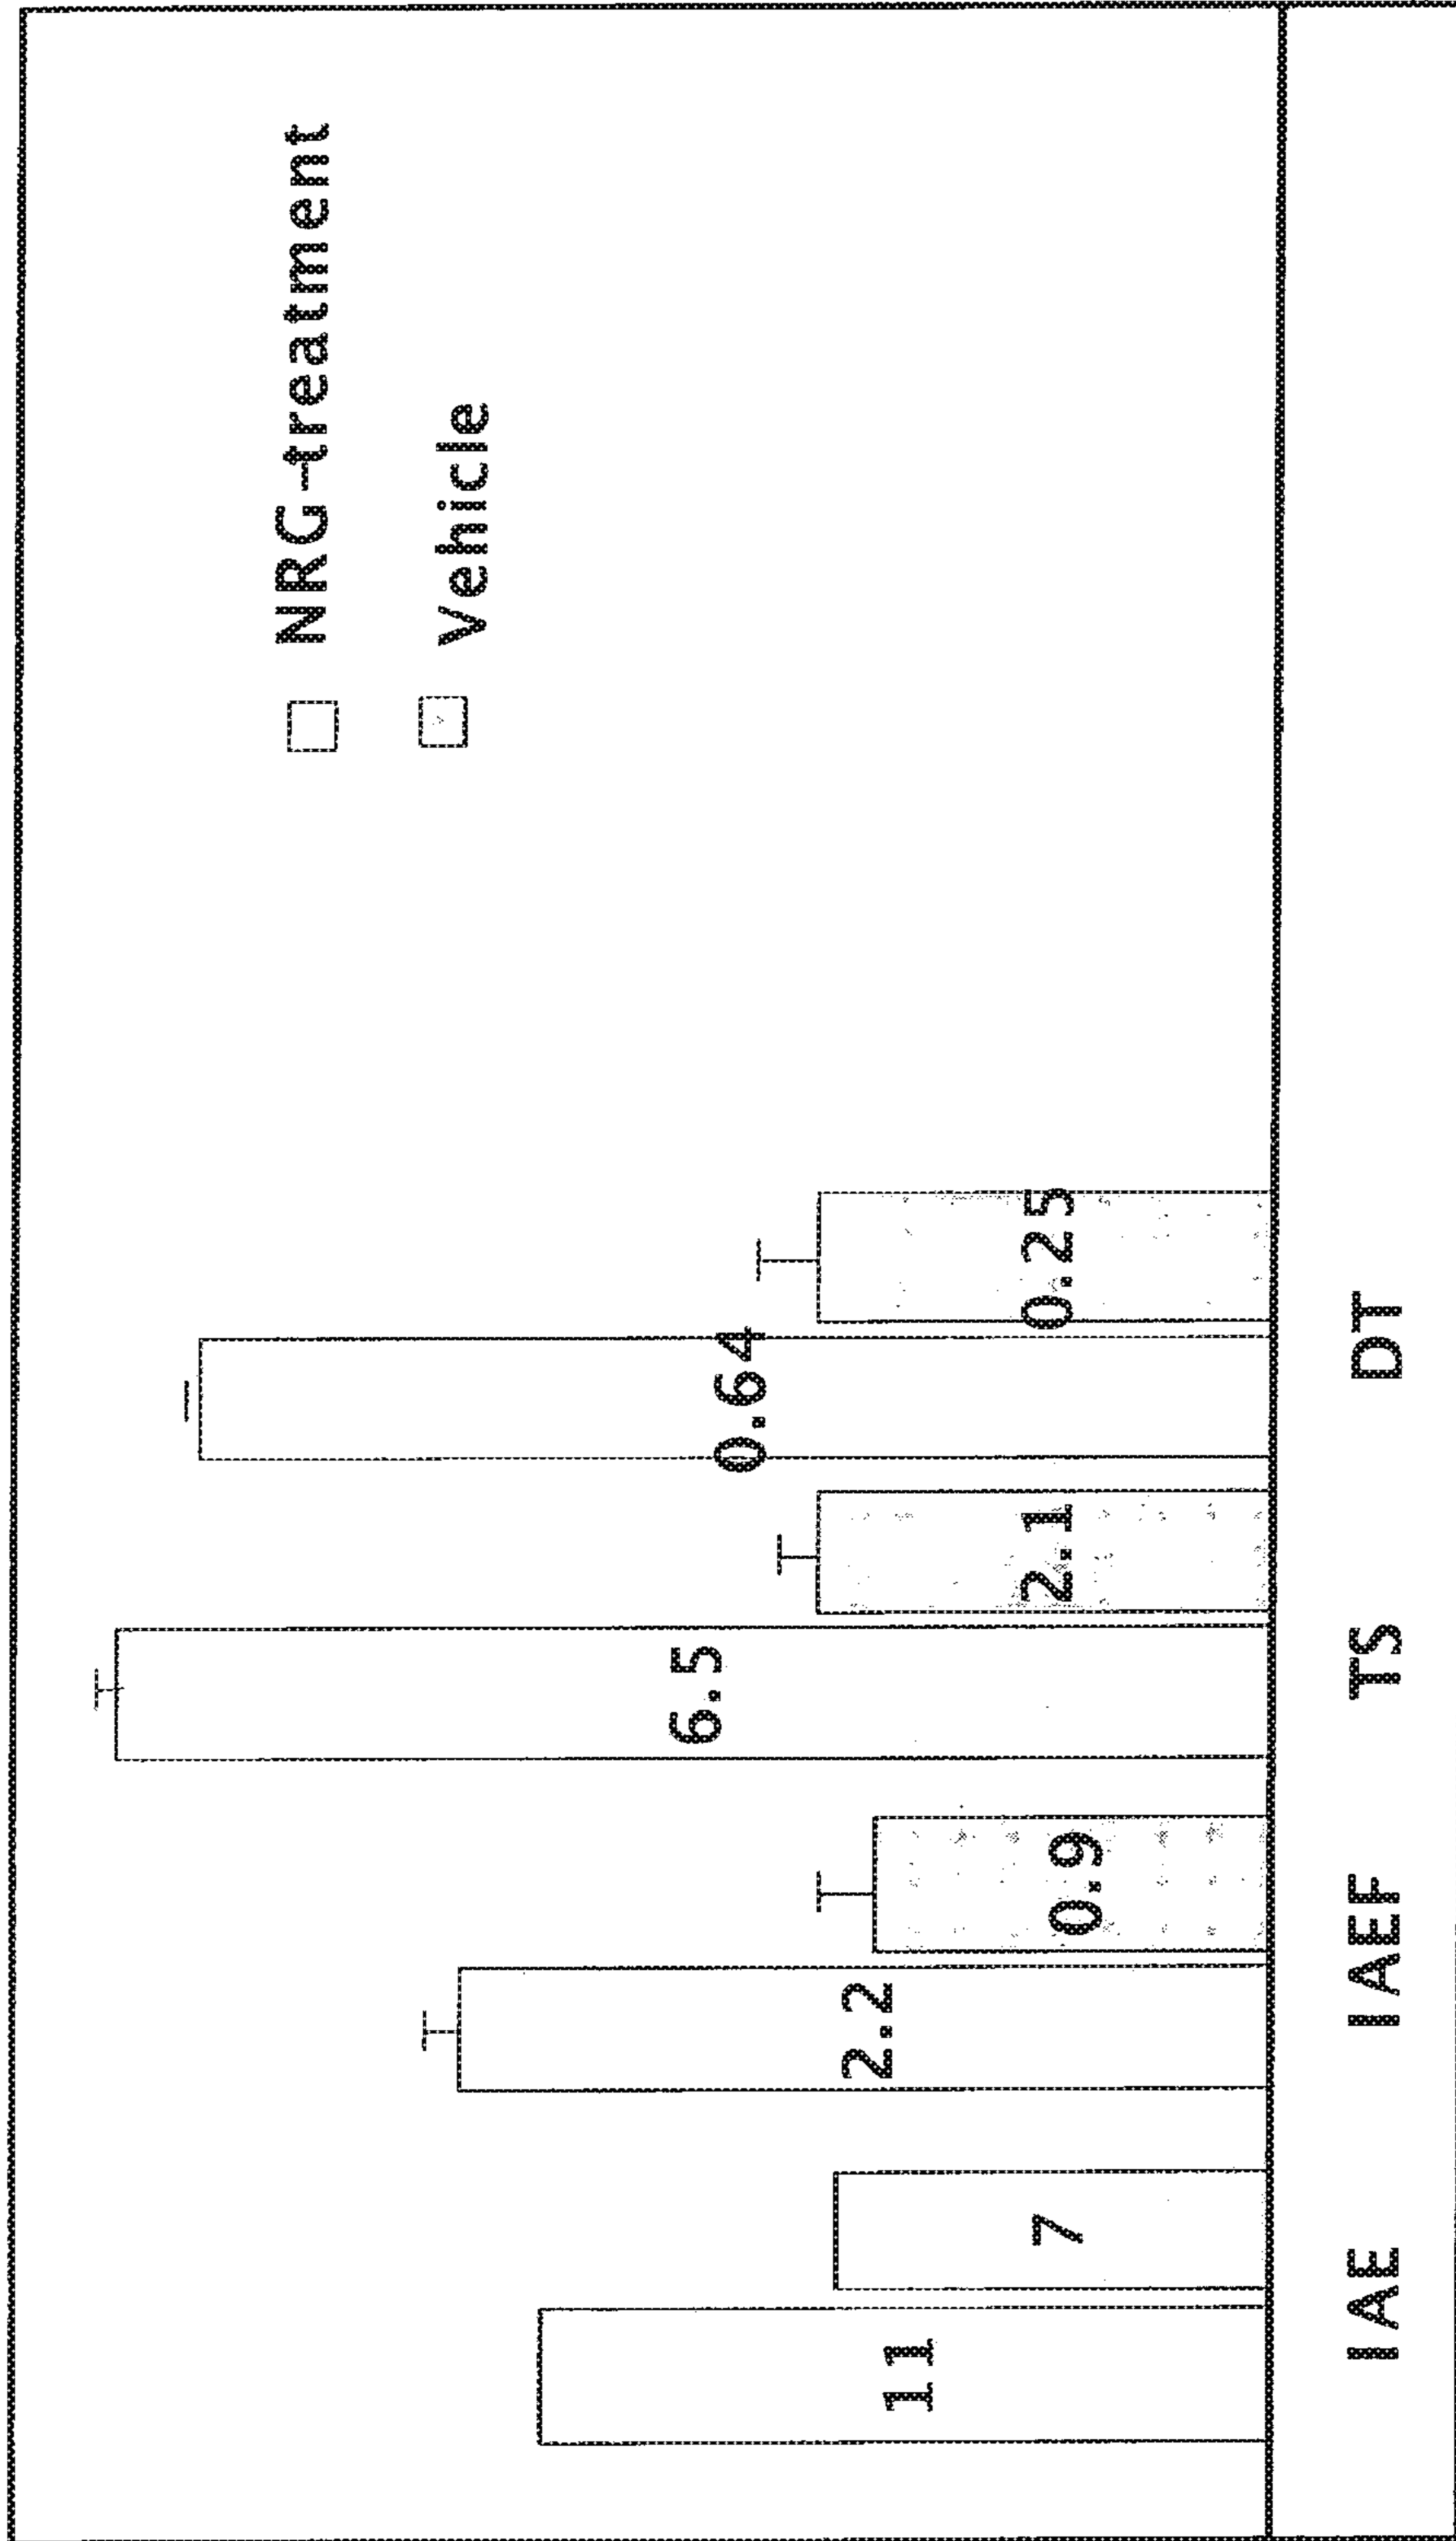 NRG-treatment
Vehicle
11
7
2.2
0.9
6.5
2.1
0.64
0.25
IAE
IAEF
TS
DT